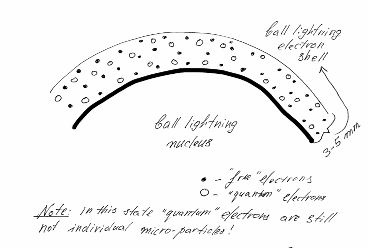 ball lightning
electron
shell
3-5 mm
ball lightning
nucleus
- "free" electrons
- "quantum" electrons
Note: in this state "quantum" electrons are still
not individual micro-particles!